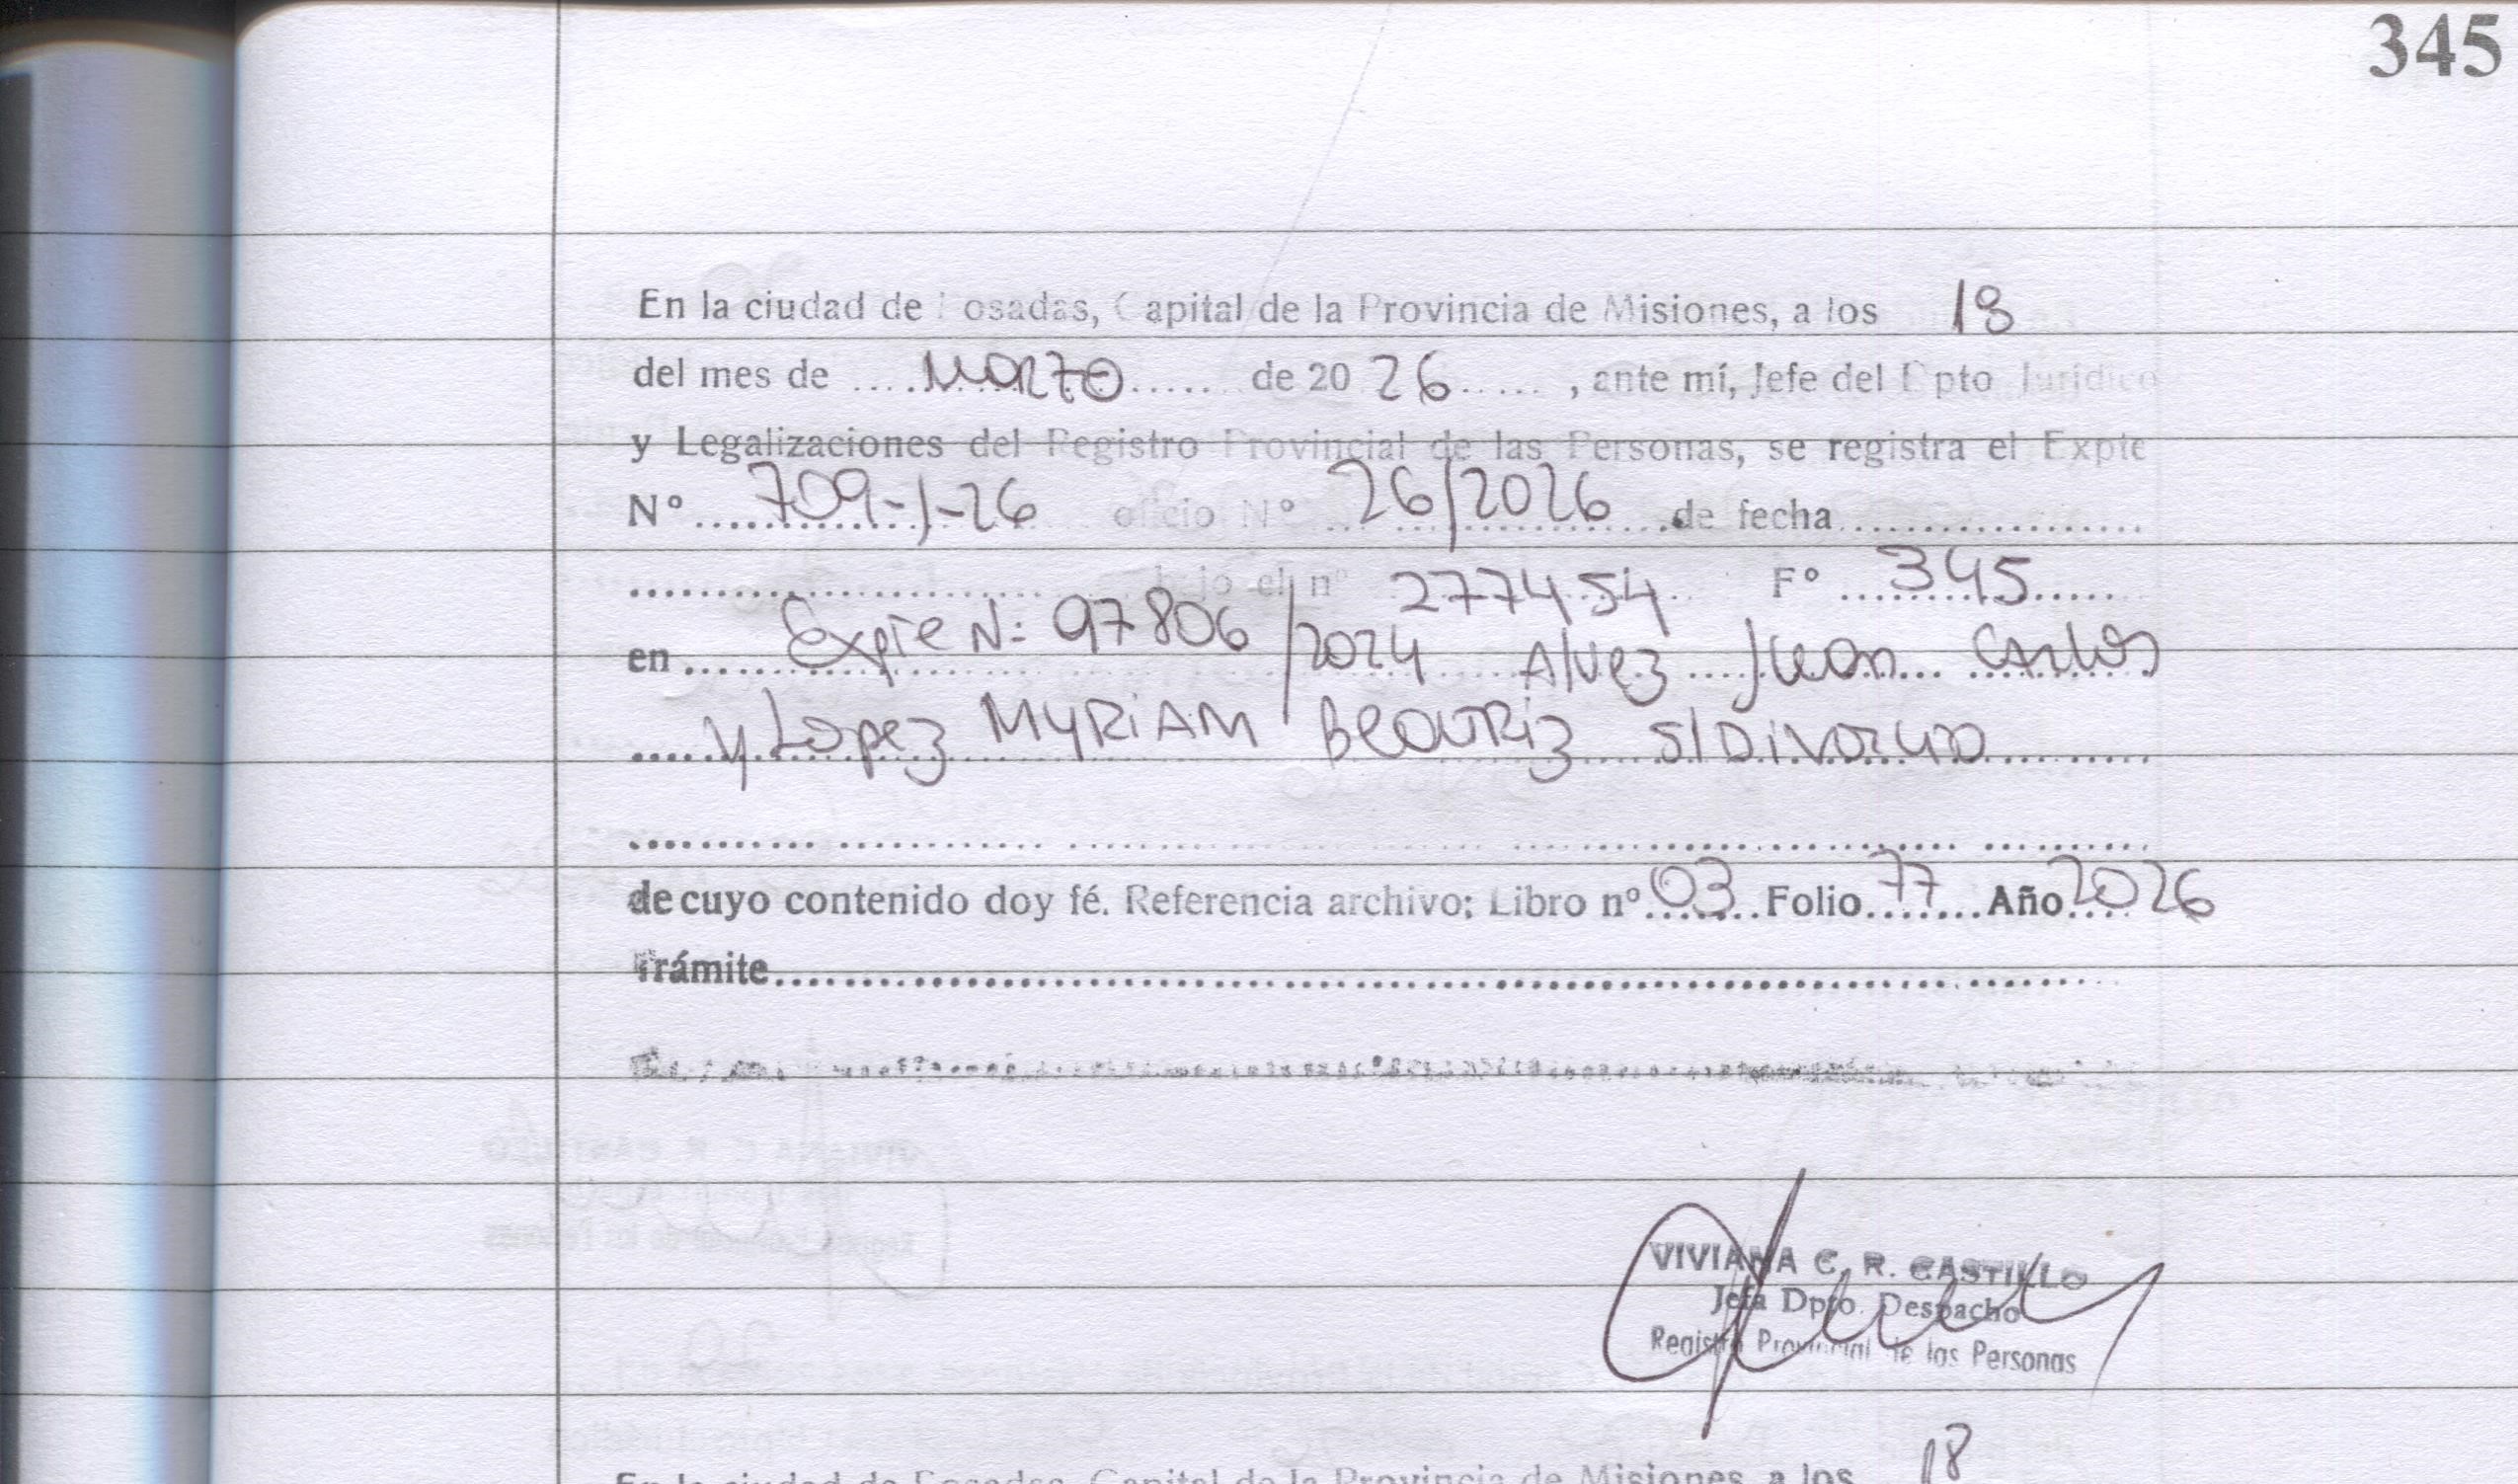 345
En la ciudad de Posadas, Capital de la Provincia de Misiones, a los 18
del mes de .... Marzo ...... de 20 26 ..... , ante mí, Jefe del Dpto Jurídico
y Legalizaciones del Registro Provincial de las Personas, se registra el Expte
Nº 709-J-26 oficio Nº 26/2026 de fecha
bajo el nº 277454 Fº 345
en Expte N= 97806/2024 Alvez Juan Carlos
y Lopez MYRIAM Beatriz S/Divorcio
de cuyo contenido doy fé. Referencia archivo; Libro nº 03 Folio 77 Año 2026
Trámite
VIVIANA C. R. CASTILLO
Jefa Dpto. Despacho
Registro Provincial de las Personas
18
En la ciudad de Posadas, Capital de la Provincia de Misiones, a los